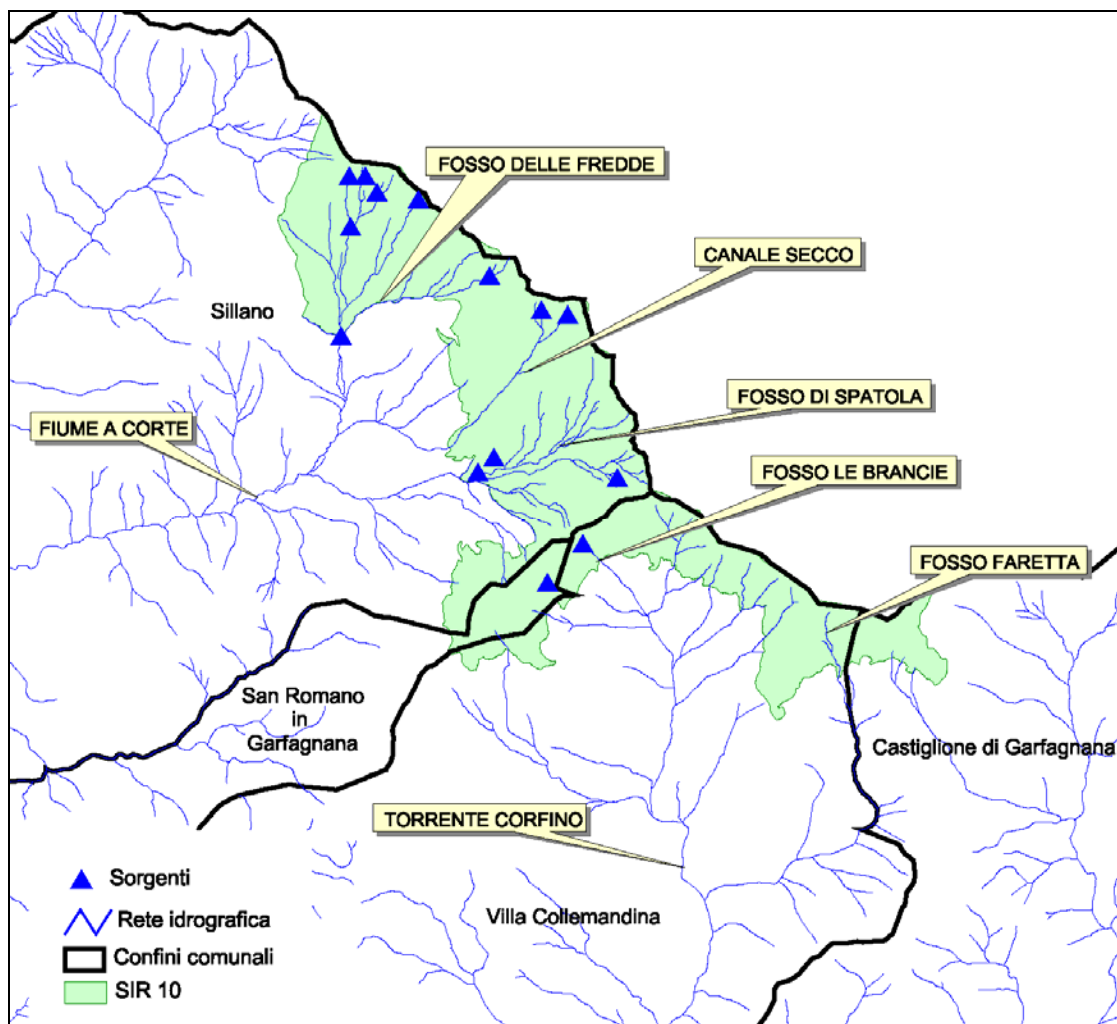 FOSSO DELLE FREDDE
CANALE SECCO
Sillano
FOSSO DI SPATOLA
FIUME A CORTE
FOSSO LE BRANCIE
FOSSO FARETTA
San Romano
in
Garfagnana
Castiglione di Garfagnana
TORRENTE CORFINO
Sorgenti
Villa Collemandina
Rete idrografica
Confini comunali
SIR 10